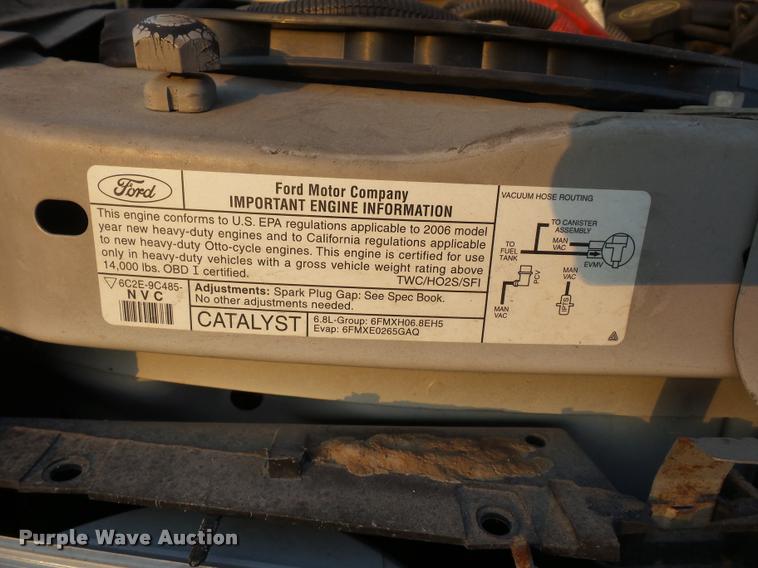 Ford
Ford Motor Company
IMPORTANT ENGINE INFORMATION
This engine conforms to U.S. EPA regulations applicable to 2006 model
year new heavy-duty engines and to California regulations applicable
to new heavy-duty Otto-cycle engines. This engine is certified for use
only in heavy-duty vehicles with a gross vehicle weight rating above
14,000 lbs. OBD I certified.
TWC/HO2S/SFI
6C2E-9C485-
NVC
Adjustments: Spark Plug Gap: See Spec Book.
No other adjustments needed.
CATALYST
6.8L-Group: 6FMXH06.8EH5
Evap: 6FMXE0265GAQ
VACUUM HOSE ROUTING
TO CANISTER
ASSEMBLY
TO
FUEL
TANK
MAN
VAC
EVMV
PCV
MAN
VAC
MAN
VAC
Purple Wave Auction